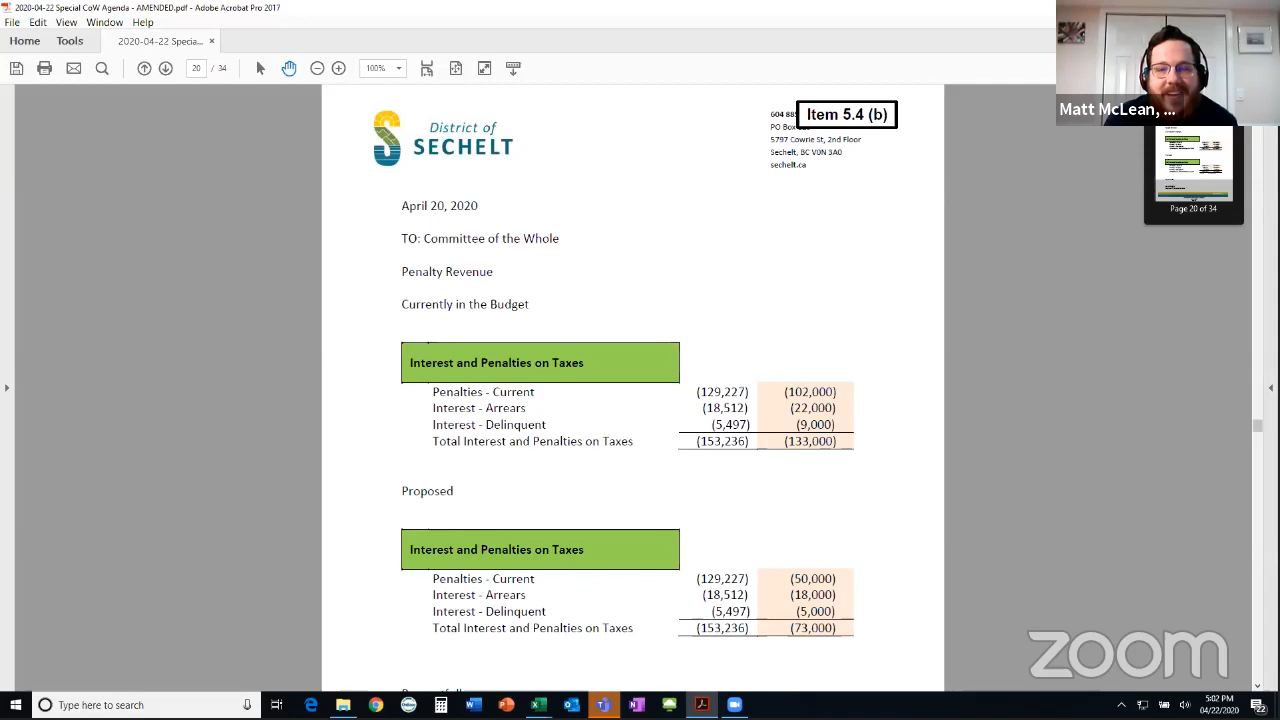 2020-04-22 Special CoW Agenda - AMENDED.pdf - Adobe Acrobat Pro 2017
File Edit View Window Help
Home Tools 2020-04-22 Specia... ×
20 / 34 100%
Matt McLean, ...
Page 20 of 34
District of
SECHELT
Item 5.4 (b)
604 88
PO Box
5797 Cowrie St, 2nd Floor
Sechelt, BC V0N 3A0
sechelt.ca
April 20, 2020
TO: Committee of the Whole
Penalty Revenue
Currently in the Budget
Interest and Penalties on Taxes
Penalties - Current (129,227) (102,000)
Interest - Arrears (18,512) (22,000)
Interest - Delinquent (5,497) (9,000)
Total Interest and Penalties on Taxes (153,236) (133,000)
Proposed
Interest and Penalties on Taxes
Penalties - Current (129,227) (50,000)
Interest - Arrears (18,512) (18,000)
Interest - Delinquent (5,497) (5,000)
Total Interest and Penalties on Taxes (153,236) (73,000)
zoom
Type here to search
5:02 PM
04/22/2020
22